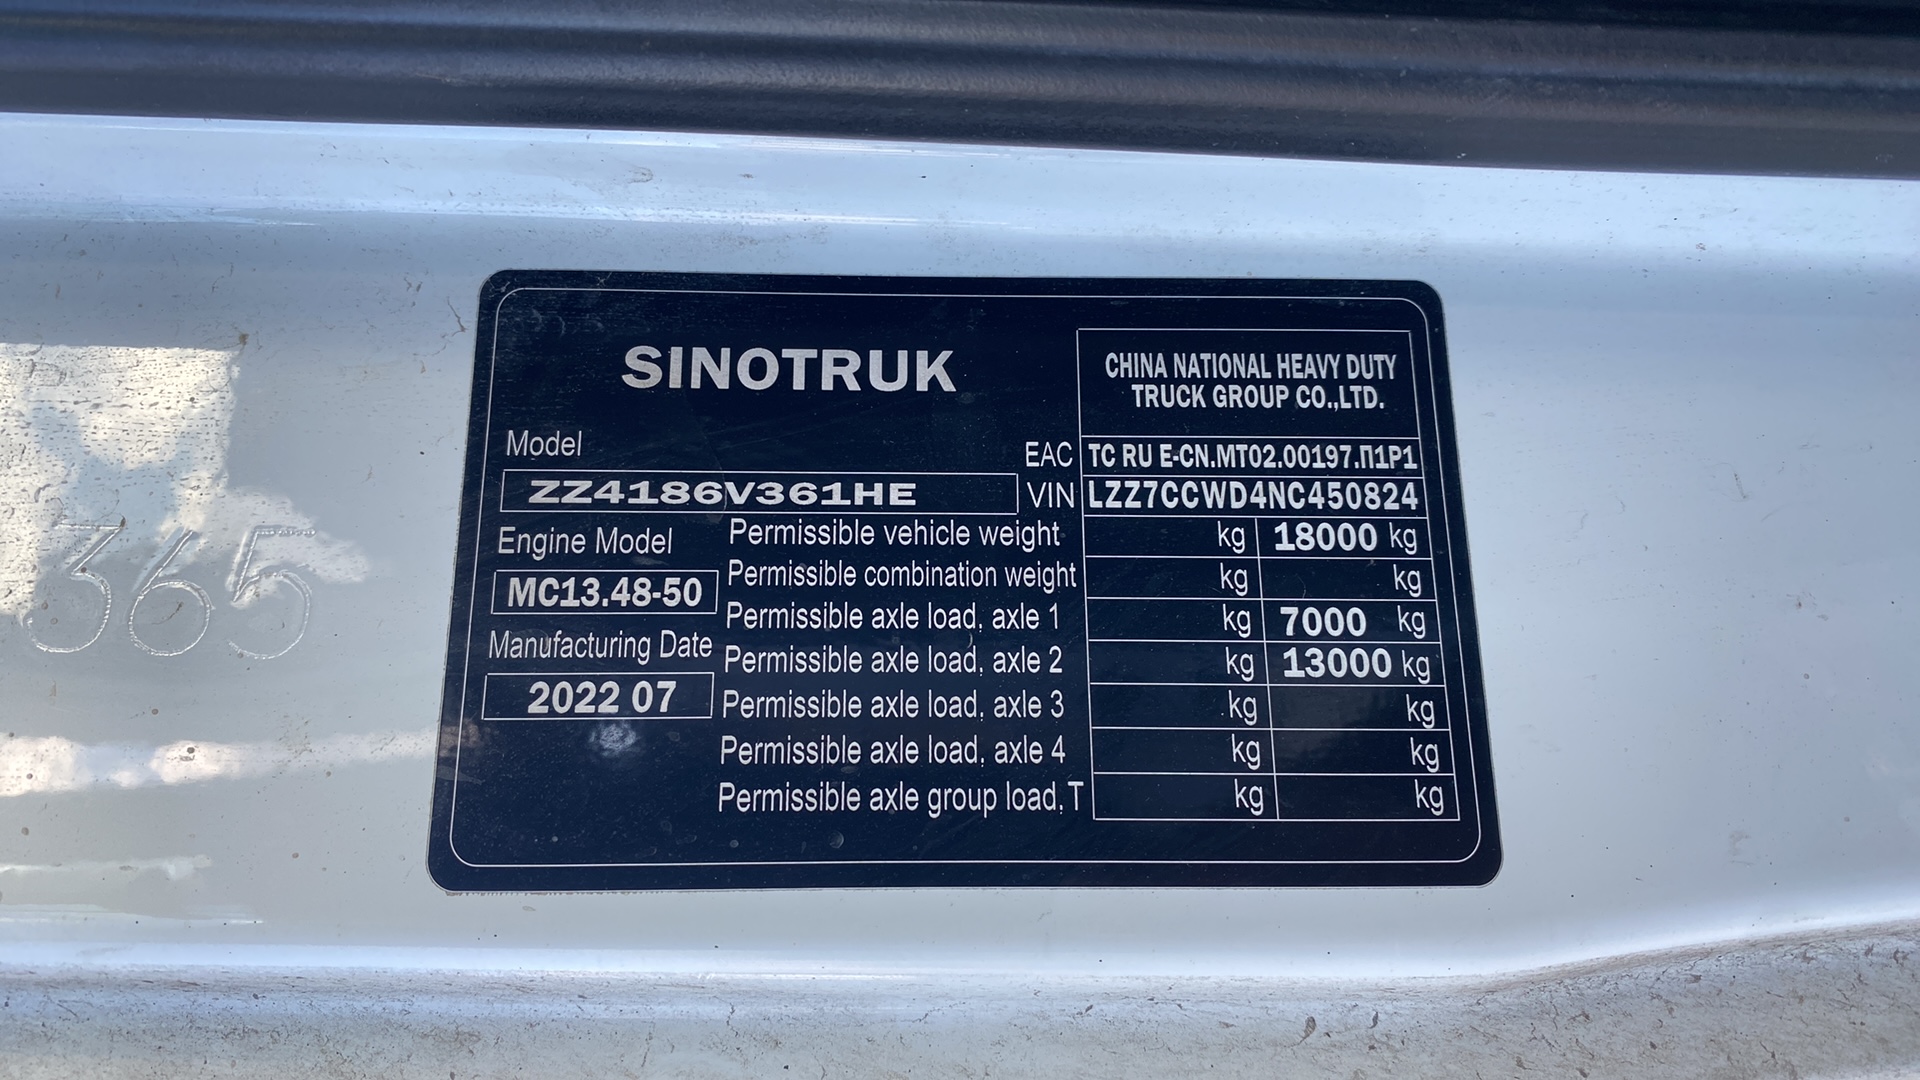 SINOTRUK
CHINA NATIONAL HEAVY DUTY
TRUCK GROUP CO.,LTD.
Model
EAC TC RU E-CN.MT02.00197.П1P1
ZZ4186V361HE
VIN LZZ7CCWD4NC450824
Engine Model
MC13.48-50
Manufacturing Date
2022 07
Permissible vehicle weight kg 18000 kg
Permissible combination weight kg kg
Permissible axle load, axle 1 kg 7000 kg
Permissible axle load, axle 2 kg 13000 kg
Permissible axle load, axle 3 kg kg
Permissible axle load, axle 4 kg kg
Permissible axle group load, T kg kg
365